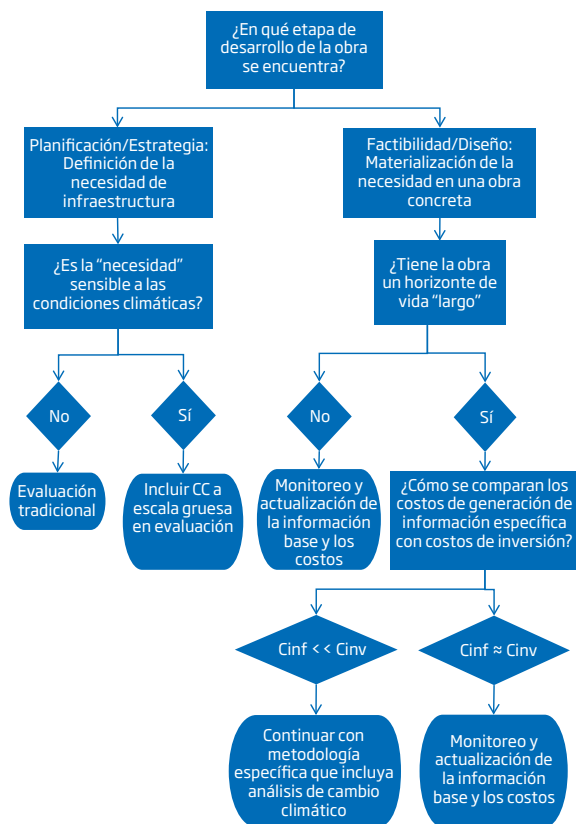 ¿En qué etapa de
desarrollo de la obra
se encuentra?
Planificación/Estrategia:
Definición de la
necesidad de
infraestructura
Factibilidad/Diseño:
Materialización de la
necesidad en una obra
concreta
¿Es la "necesidad"
sensible a las
condiciones climáticas?
¿Tiene la obra
un horizonte de
vida "largo"
No
Sí
No
Sí
Evaluación
tradicional
Incluir CC a
escala gruesa
en evaluación
Monitoreo y
actualización de
la información
base y los
costos
¿Cómo se comparan los
costos de generación de
información específica
con costos de inversión?
Cinf << Cinv
Cinf ≈ Cinv
Continuar con
metodología
específica que incluya
análisis de cambio
climático
Monitoreo y
actualización de
la información
base y los costos